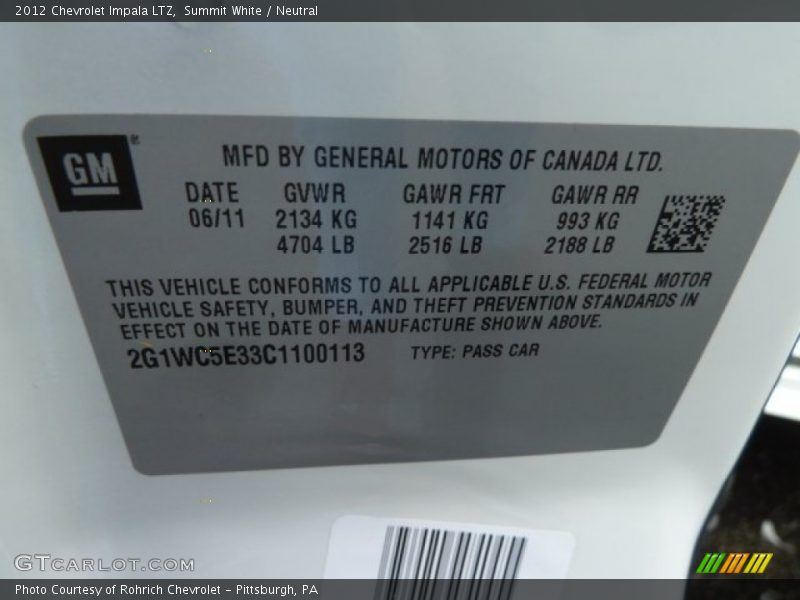 2012 Chevrolet Impala LTZ, Summit White / Neutral
GM
MFD BY GENERAL MOTORS OF CANADA LTD.
DATE GVWR GAWR FRT GAWR RR
06/11 2134 KG 1141 KG 993 KG
4704 LB 2516 LB 2188 LB
THIS VEHICLE CONFORMS TO ALL APPLICABLE U.S. FEDERAL MOTOR
VEHICLE SAFETY, BUMPER, AND THEFT PREVENTION STANDARDS IN
EFFECT ON THE DATE OF MANUFACTURE SHOWN ABOVE.
2G1WC5E33C1100113 TYPE: PASS CAR
GTCARLOT.COM
Photo Courtesy of Rohrich Chevrolet - Pittsburgh, PA